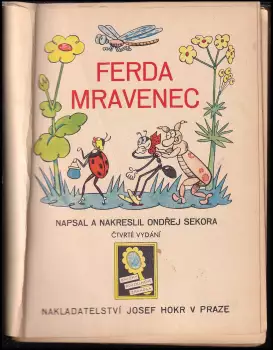 FERDA
MRAVENEC
NAPSAL A NAKRESLIL ONDŘEJ SEKORA
ČTVRTÉ VYDÁNÍ
NAKLADATELSTVÍ JOSEF HOKR V PRAZE